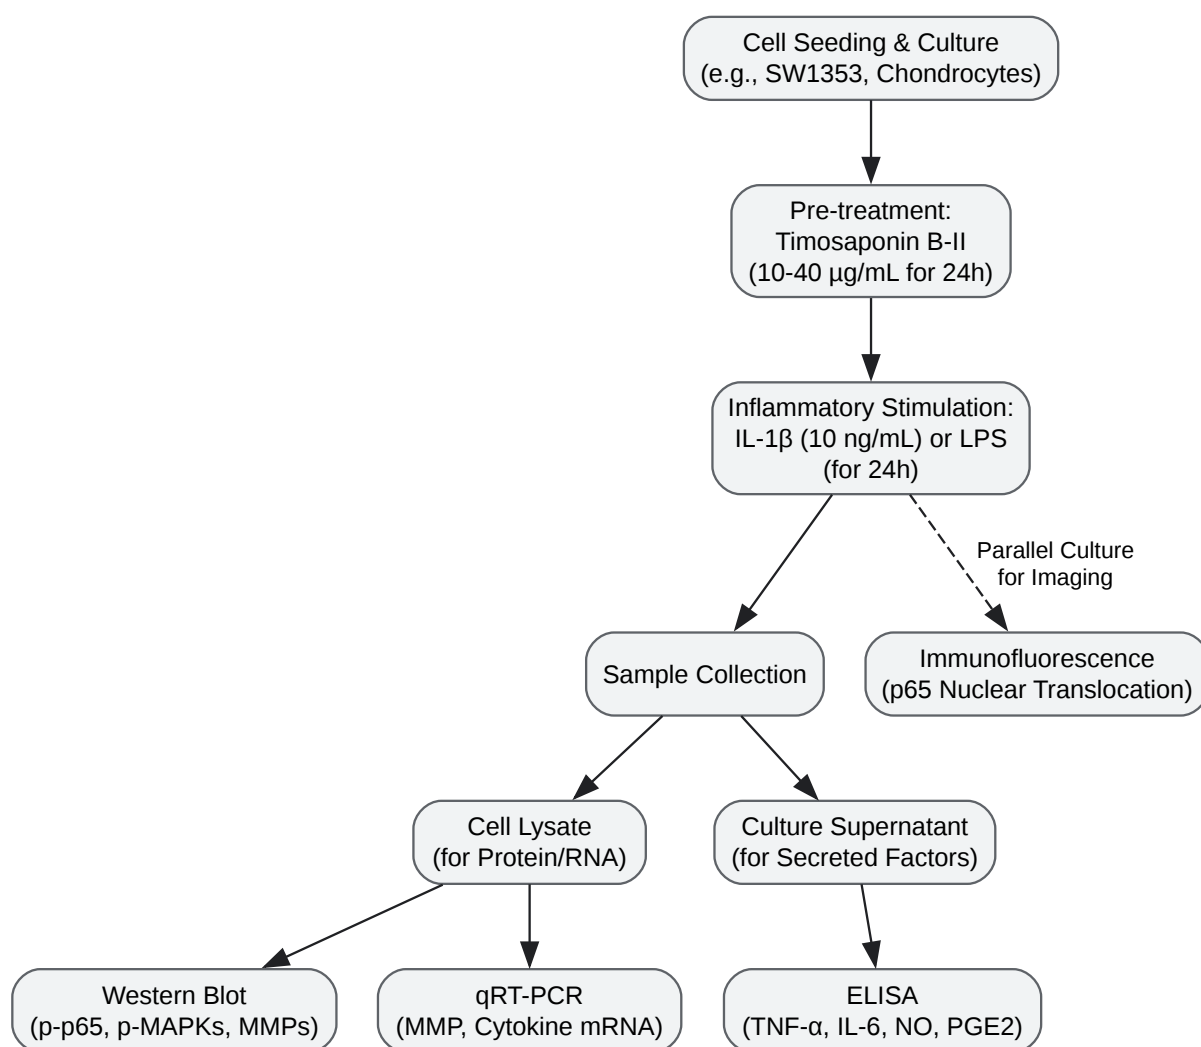 Cell Seeding & Culture
(e.g., SW1353, Chondrocytes)
Pre-treatment:
Timosaponin B-II
(10-40 µg/mL for 24h)
Inflammatory Stimulation:
IL-1β (10 ng/mL) or LPS
(for 24h)
Parallel Culture
for Imaging
Sample Collection
Immunofluorescence
(p65 Nuclear Translocation)
Cell Lysate
(for Protein/RNA)
Culture Supernatant
(for Secreted Factors)
Western Blot
(p-p65, p-MAPKs, MMPs)
qRT-PCR
(MMP, Cytokine mRNA)
ELISA
(TNF-α, IL-6, NO, PGE2)